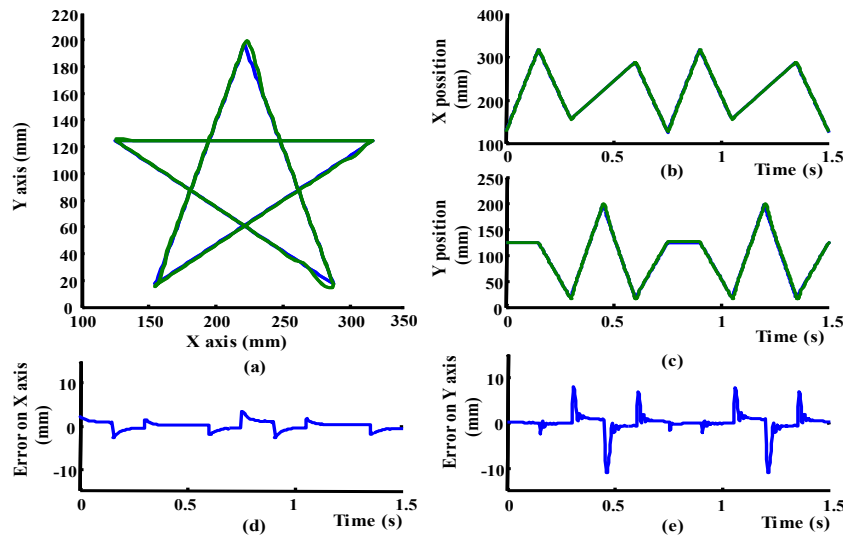 220
200
180
160
140
120
100
80
60
40
20
0
Y axis (mm)
100
150
200
250
300
350
X axis (mm)
(a)
400
300
200
100
X possition
(mm)
0
0.5
1
1.5
Time (s)
(b)
250
200
150
100
50
0
Y position
(mm)
0
0.5
1
1.5
Time (s)
(c)
10
0
-10
Error on X axis
(mm)
0
0.5
1
1.5
Time (s)
(d)
10
0
-10
Error on Y axis
(mm)
0
0.5
1
1.5
Time (s)
(e)